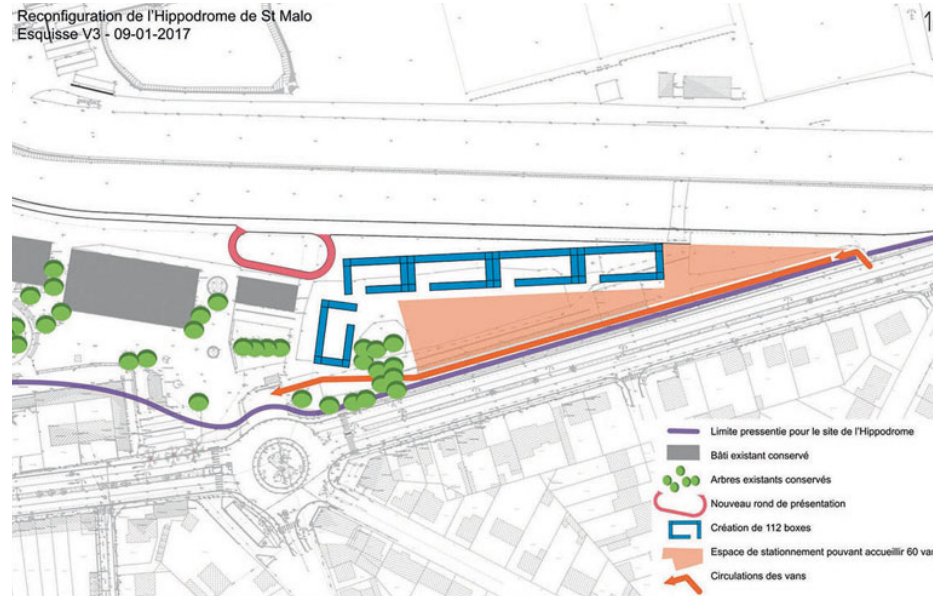 Reconfiguration de l'Hippodrome de St Malo
Esquisse V3 - 09-01-2017
1
Limite pressentie pour le site de l'Hippodrome
Bâti existant conservé
Arbres existants conservés
Nouveau rond de présentation
Création de 112 boxes
Espace de stationnement pouvant accueillir 60 va
Circulations des vans